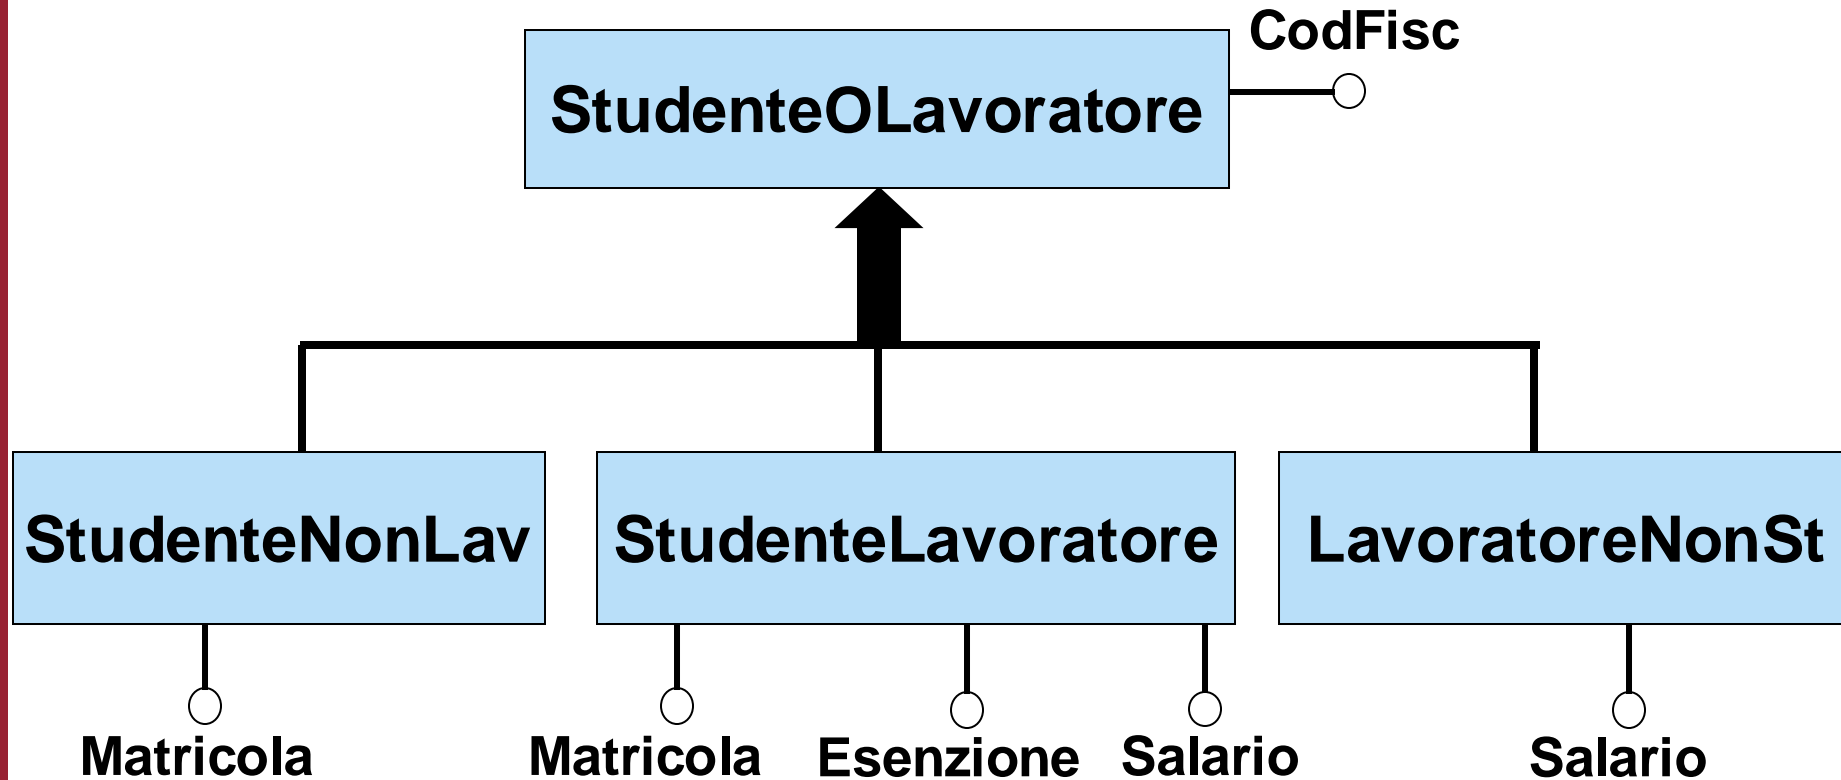 CodFisc
StudenteOLavoratore
StudenteNonLav StudenteLavoratore LavoratoreNonSt
Matricola Matricola Esenzione Salario Salario